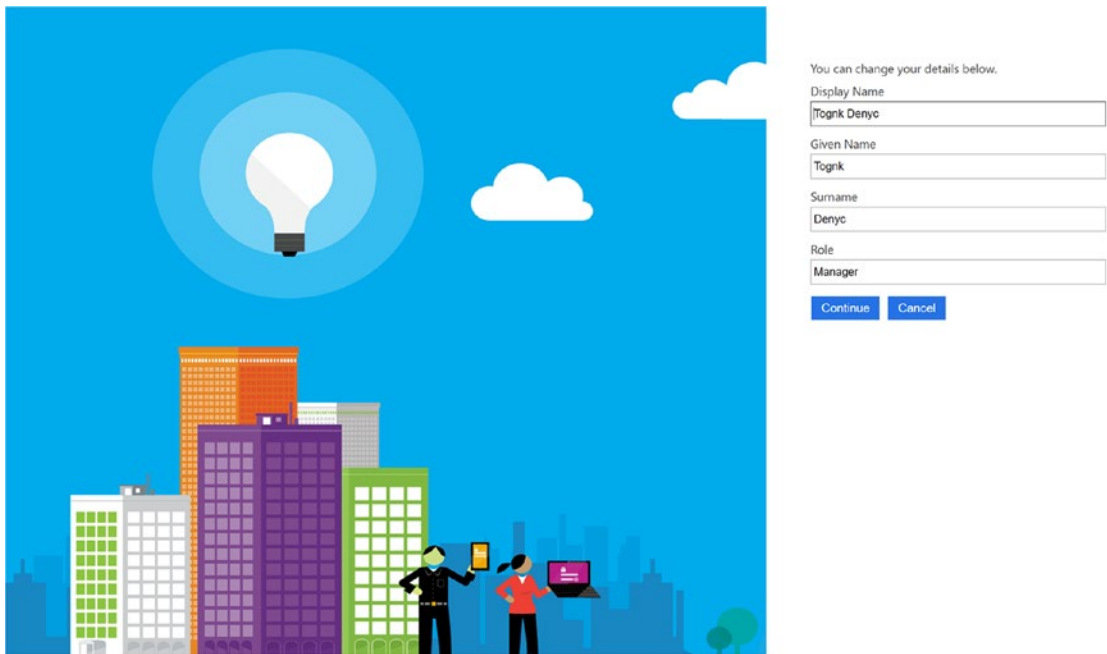 You can change your details below.
Display Name
Tognk Denyc
Given Name
Tognk
Surname
Denyc
Role
Manager
Continue Cancel